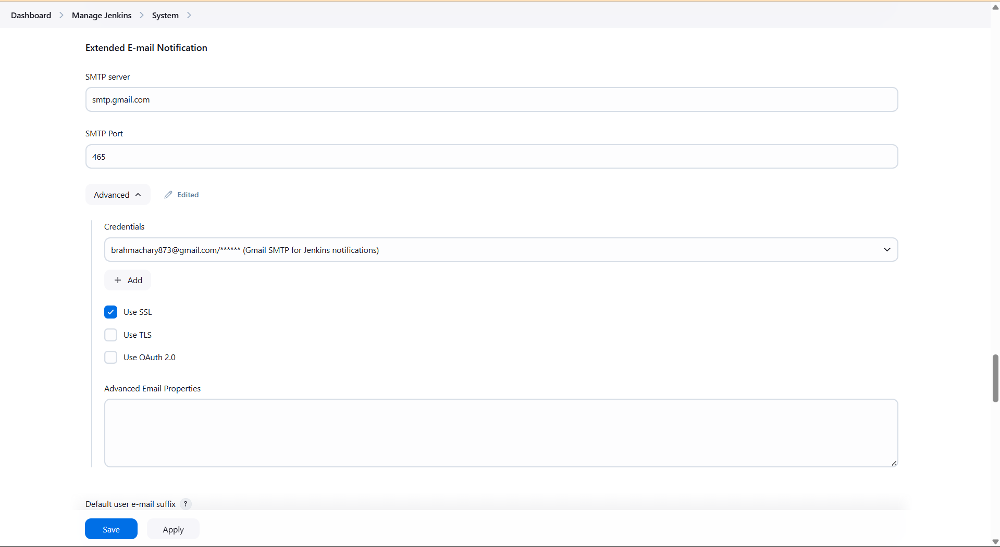 Dashboard > Manage Jenkins > System >
Extended E-mail Notification
SMTP server
smtp.gmail.com
SMTP Port
465
Advanced Edited
Credentials
brahmachary873@gmail.com/****** (Gmail SMTP for Jenkins notifications)
+ Add
Use SSL
Use TLS
Use OAuth 2.0
Advanced Email Properties
Default user e-mail suffix ?
Save Apply